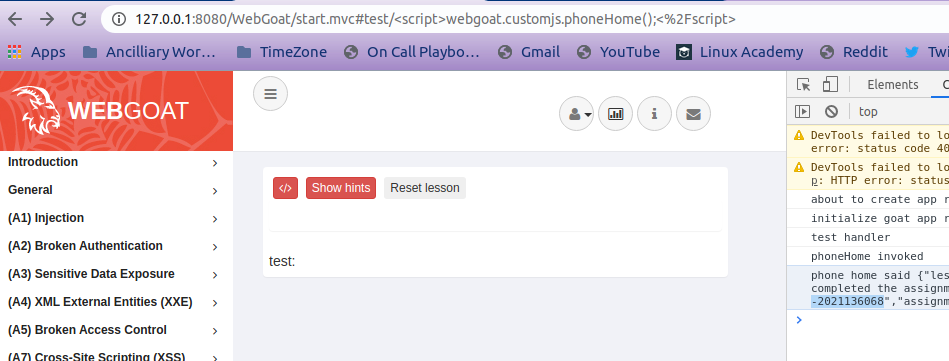 127.0.0.1:8080/WebGoat/start.mvc#test/<script>webgoat.customjs.phoneHome();<%2Fscript>
Apps Ancilliary Wor… TimeZone On Call Playbo… Gmail YouTube Linux Academy Reddit Twi
WEBGOAT
Introduction
General
(A1) Injection
(A2) Broken Authentication
(A3) Sensitive Data Exposure
(A4) XML External Entities (XXE)
(A5) Broken Access Control
(A7) Cross-Site Scripting (XSS)
</> Show hints Reset lesson
test:
Elements
top
DevTools failed to lo
error: status code 40
DevTools failed to lo
p: HTTP error: status
about to create app r
initialize goat app r
test handler
phoneHome invoked
phone home said {"les
completed the assignm
-2021136068","assignm